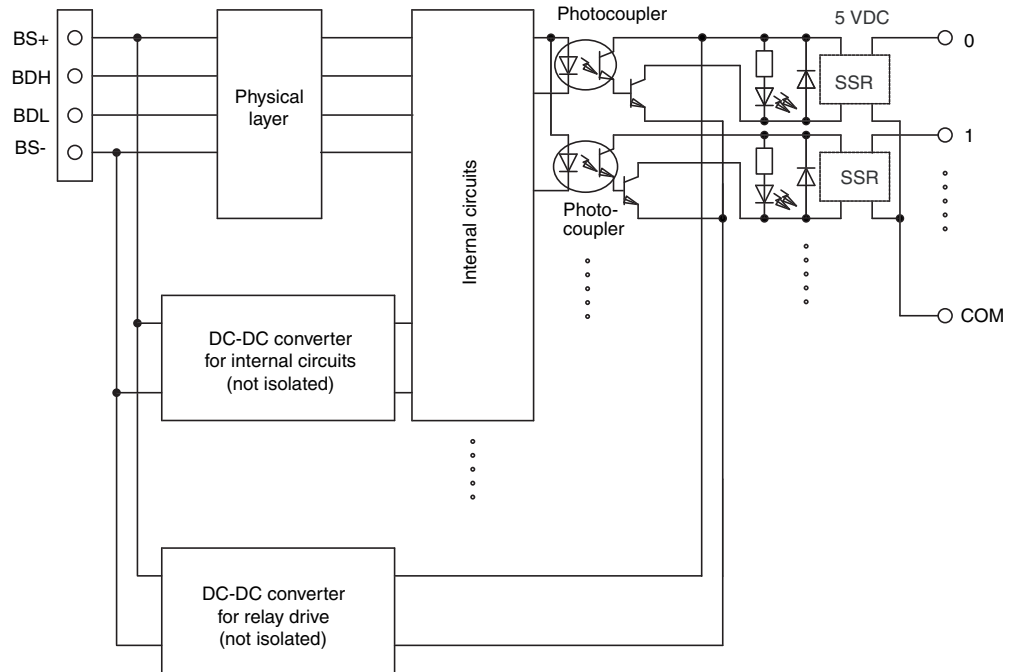 Photocoupler
5 VDC
BS+
0
BDH
SSR
Physical
layer
BDL
BS-
1
SSR
Internal circuits
Photo-
coupler
COM
DC-DC converter
for internal circuits
(not isolated)
DC-DC converter
for relay drive
(not isolated)